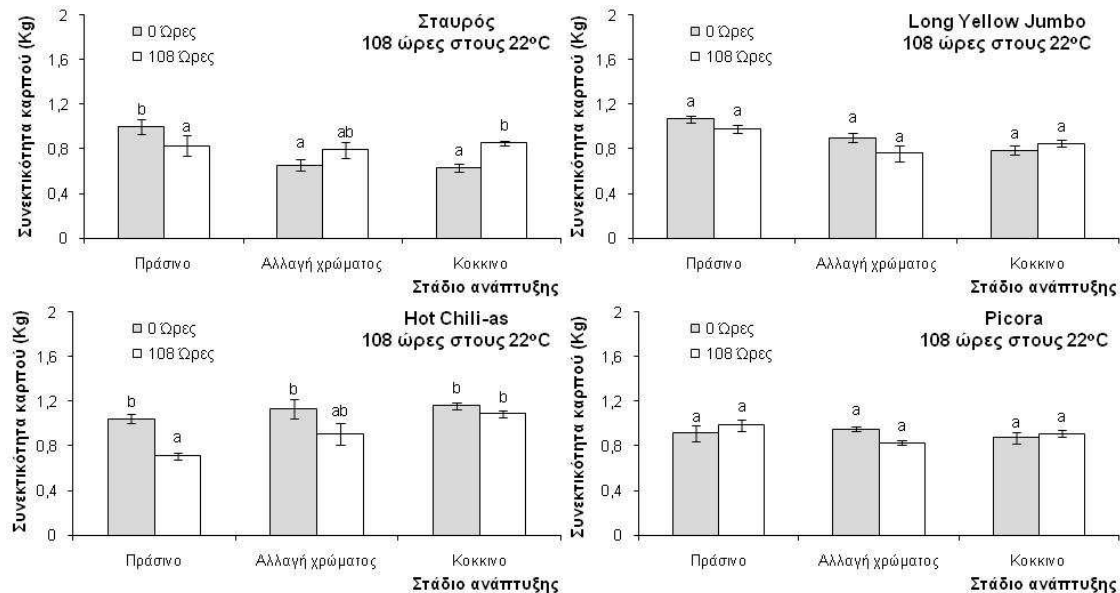 Σταυρός
108 ώρες στους 22ºC
Συνεκτικότητα καρπού (Kg)
0 Ώρες
108 Ώρες
2
1,6
1,2
0,8
0,4
0
b a a ab a b
Πράσινο Αλλαγή χρώματος Κοκκινο
Στάδιο ανάπτυξης
Long Yellow Jumbo
108 ώρες στους 22ºC
Συνεκτικότητα καρπού (Kg)
0 Ώρες
108 Ώρες
2
1,6
1,2
0,8
0,4
0
a a a a a a
Πράσινο Αλλαγή χρώματος Κοκκινο
Στάδιο ανάπτυξης
Hot Chili-as
108 ώρες στους 22ºC
Συνεκτικότητα καρπού (Kg)
0 Ώρες
108 Ώρες
2
1,6
1,2
0,8
0,4
0
b a b ab b b
Πράσινο Αλλαγή χρώματος Κοκκινο
Στάδιο ανάπτυξης
Picora
108 ώρες στους 22ºC
Συνεκτικότητα καρπού (Kg)
0 Ώρες
108 Ώρες
2
1,6
1,2
0,8
0,4
0
a a a a a a
Πράσινο Αλλαγή χρώματος Κοκκινο
Στάδιο ανάπτυξης